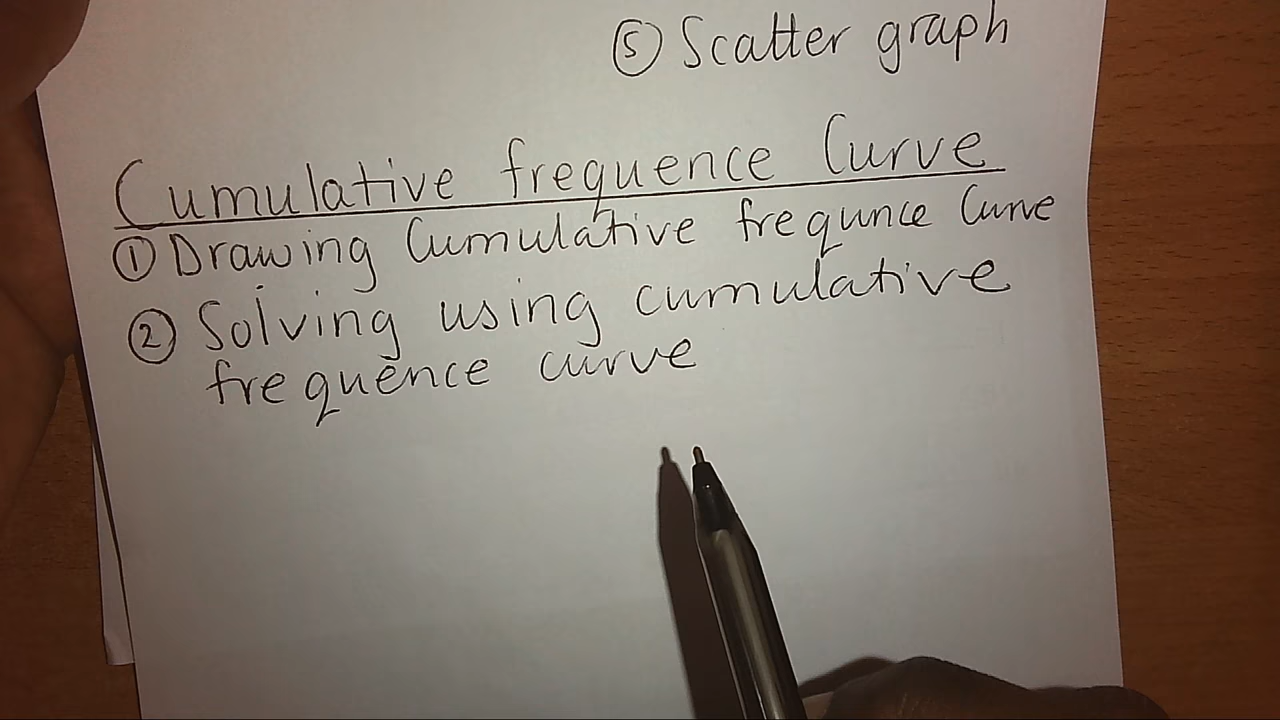 ⑤ Scatter graph
Cumulative frequence Curve
① Drawing Cumulative frequnce Curve
② Solving using cumulative
frequence curve